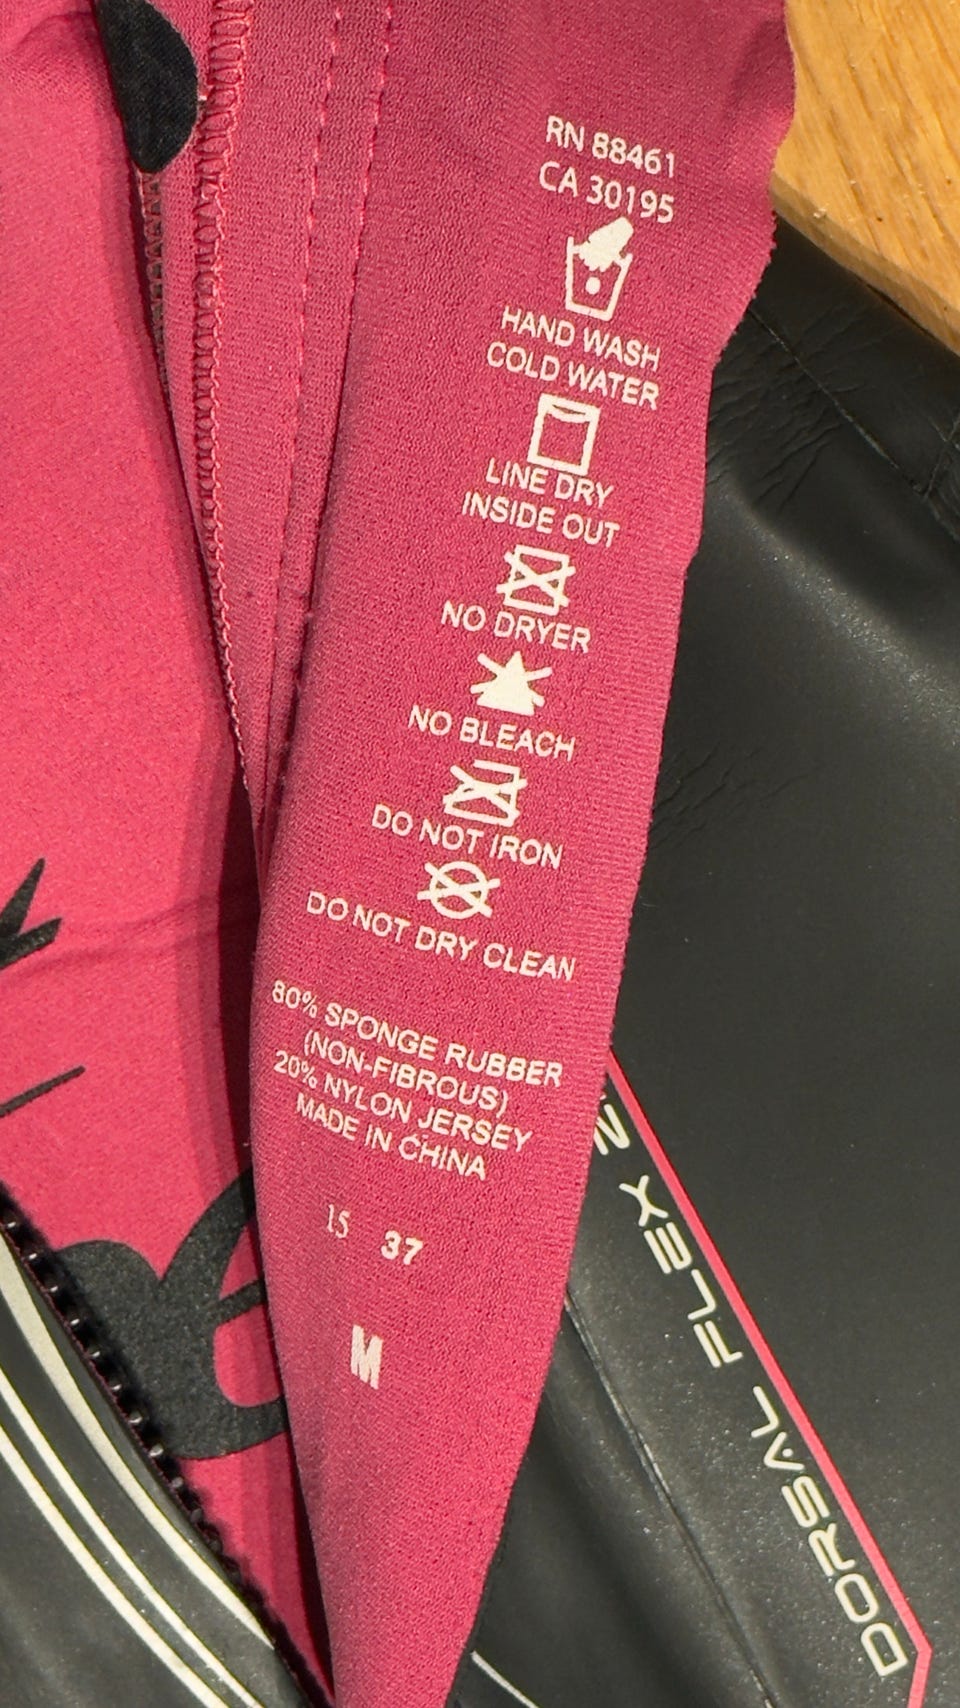 RN 88461
CA 30195
HAND WASH
COLD WATER
LINE DRY
INSIDE OUT
NO DRYER
NO BLEACH
DO NOT IRON
DO NOT DRY CLEAN
80% SPONGE RUBBER
(NON-FIBROUS)
20% NYLON JERSEY
MADE IN CHINA
15 37
M
DORSAL FLEX